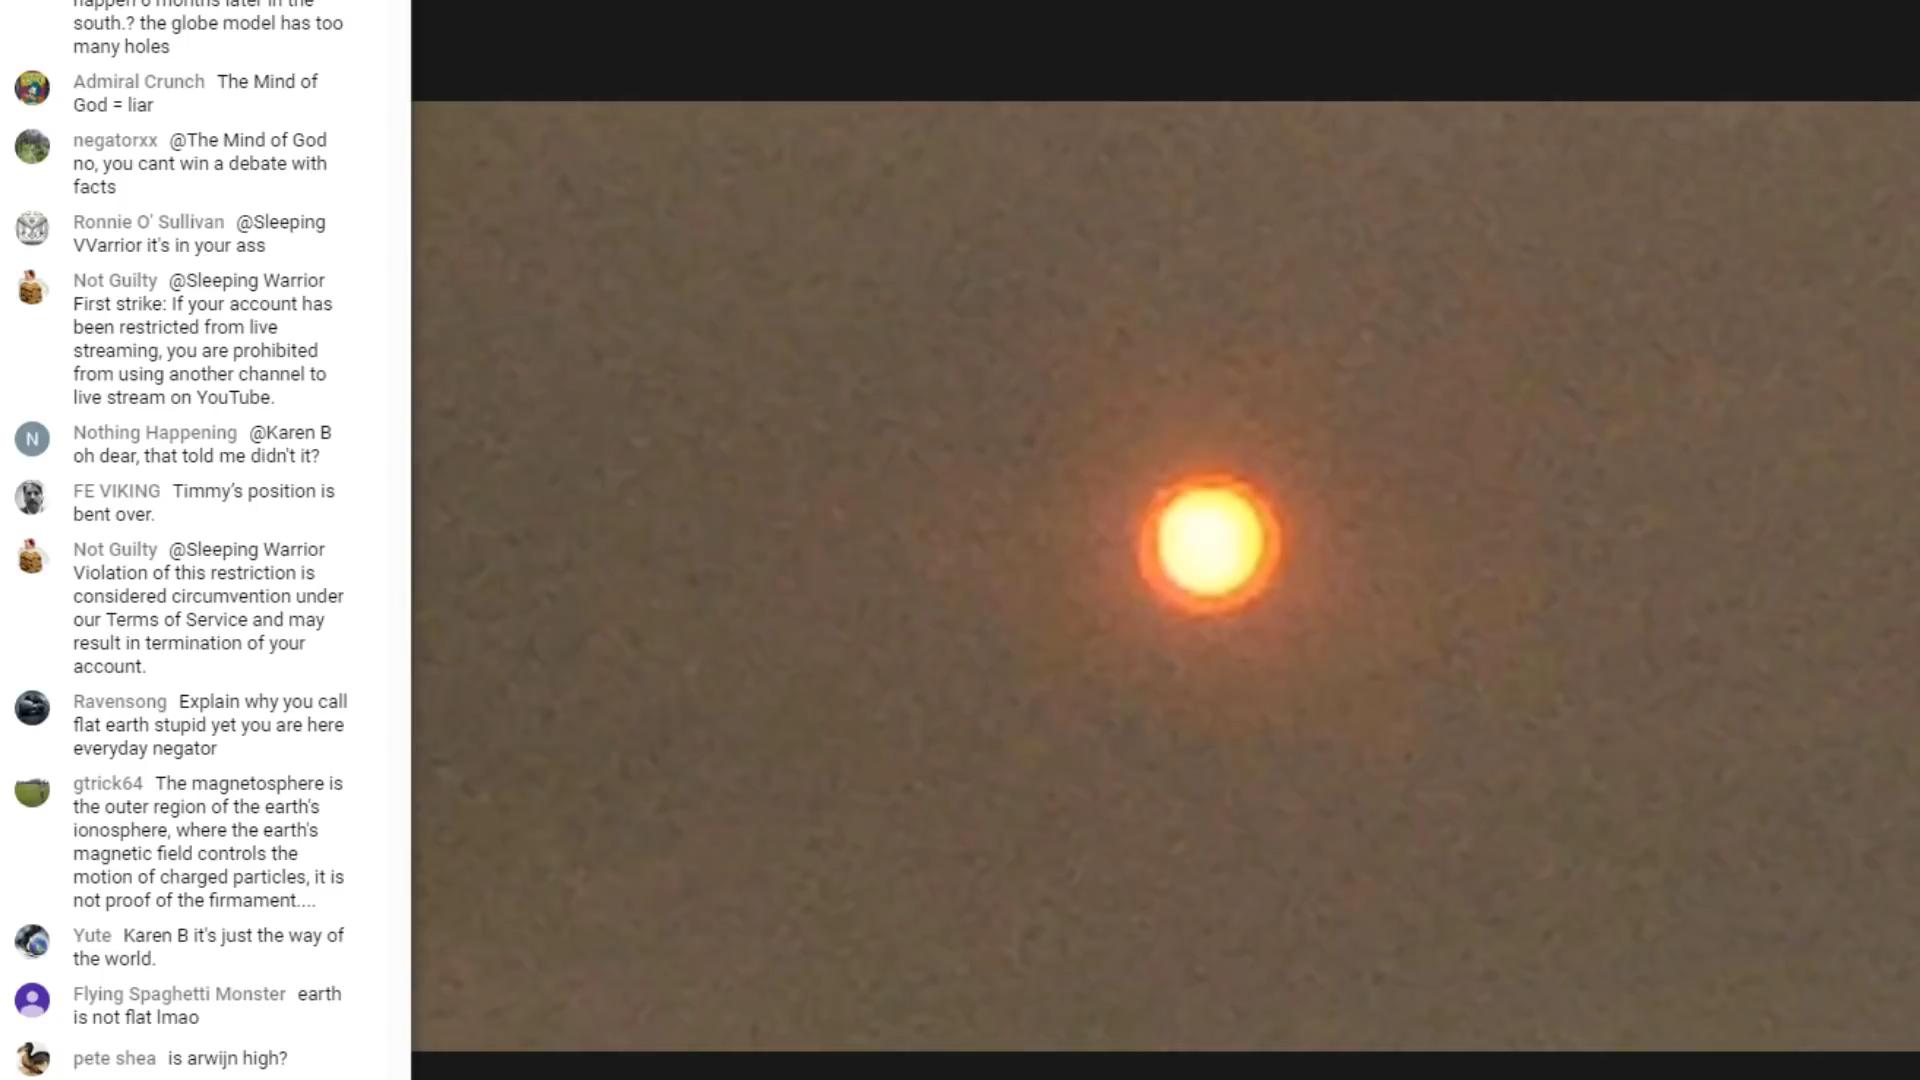 happen 6 months later in the
south.? the globe model has too
many holes
Admiral Crunch The Mind of
God = liar
negatorxx @The Mind of God
no, you cant win a debate with
facts
Ronnie O' Sullivan @Sleeping
VVarrior it's in your ass
Not Guilty @Sleeping Warrior
First strike: If your account has
been restricted from live
streaming, you are prohibited
from using another channel to
live stream on YouTube.
N
Nothing Happening @Karen B
oh dear, that told me didn't it?
FE VIKING Timmy's position is
bent over.
Not Guilty @Sleeping Warrior
Violation of this restriction is
considered circumvention under
our Terms of Service and may
result in termination of your
account.
Ravensong Explain why you call
flat earth stupid yet you are here
everyday negator
gtrick64 The magnetosphere is
the outer region of the earth's
ionosphere, where the earth's
magnetic field controls the
motion of charged particles, it is
not proof of the firmament....
Yute Karen B it's just the way of
the world.
Flying Spaghetti Monster earth
is not flat lmao
pete shea is arwijn high?